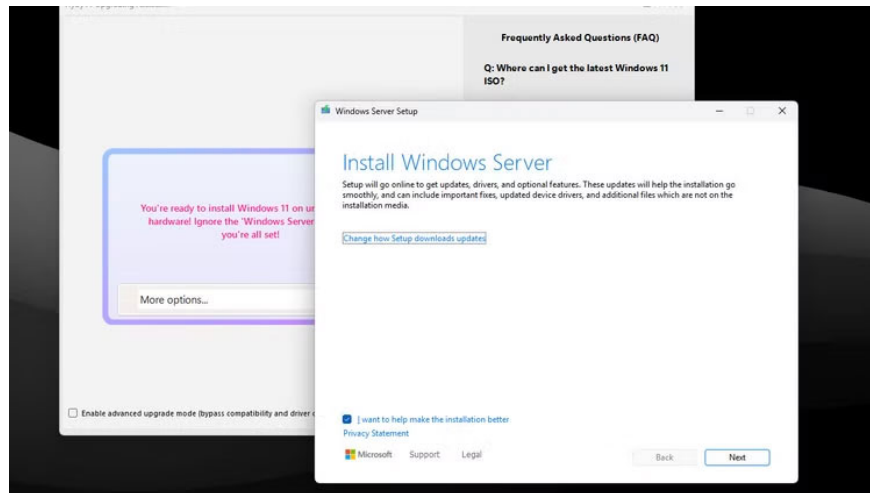 Frequently Asked Questions (FAQ)
Q: Where can I get the latest Windows 11
ISO?
Windows Server Setup
Install Windows Server
Setup will go online to get updates, drivers, and optional features. These updates will help the installation go
smoothly, and can include important fixes, updated device drivers, and additional files which are not on the
installation media.
Change how Setup downloads updates
You're ready to install Windows 11 on
hardware! Ignore the "Windows Server
you're all set!
More options...
Enable advanced upgrade mode (bypass compatibility and driver
I want to help make the installation better
Privacy Statement
Microsoft Support Legal
Back Next